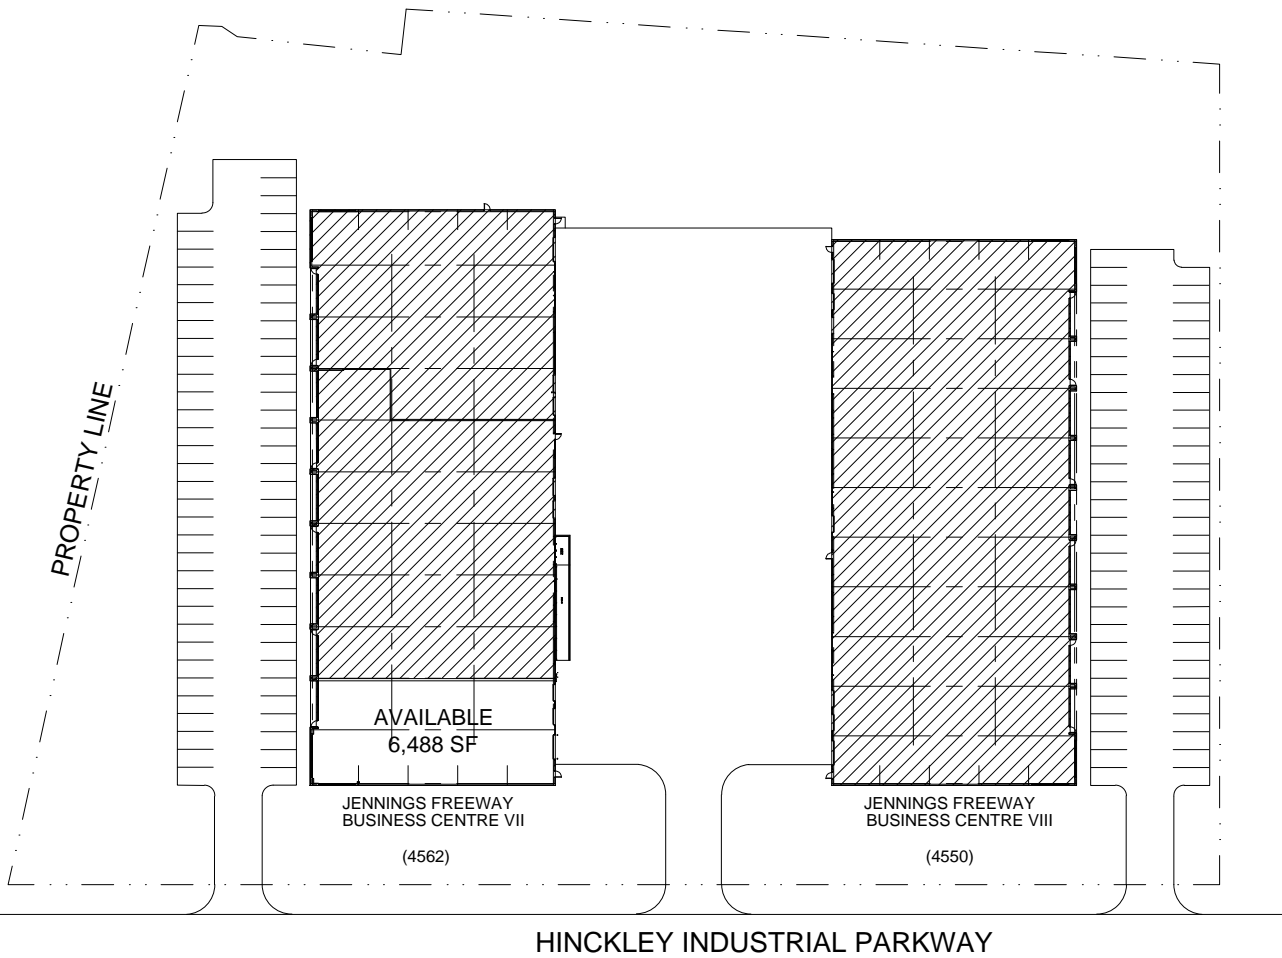 PROPERTY LINE
AVAILABLE
6,488 SF
JENNINGS FREEWAY
BUSINESS CENTRE VII
(4562)
JENNINGS FREEWAY
BUSINESS CENTRE VIII
(4550)
HINCKLEY INDUSTRIAL PARKWAY